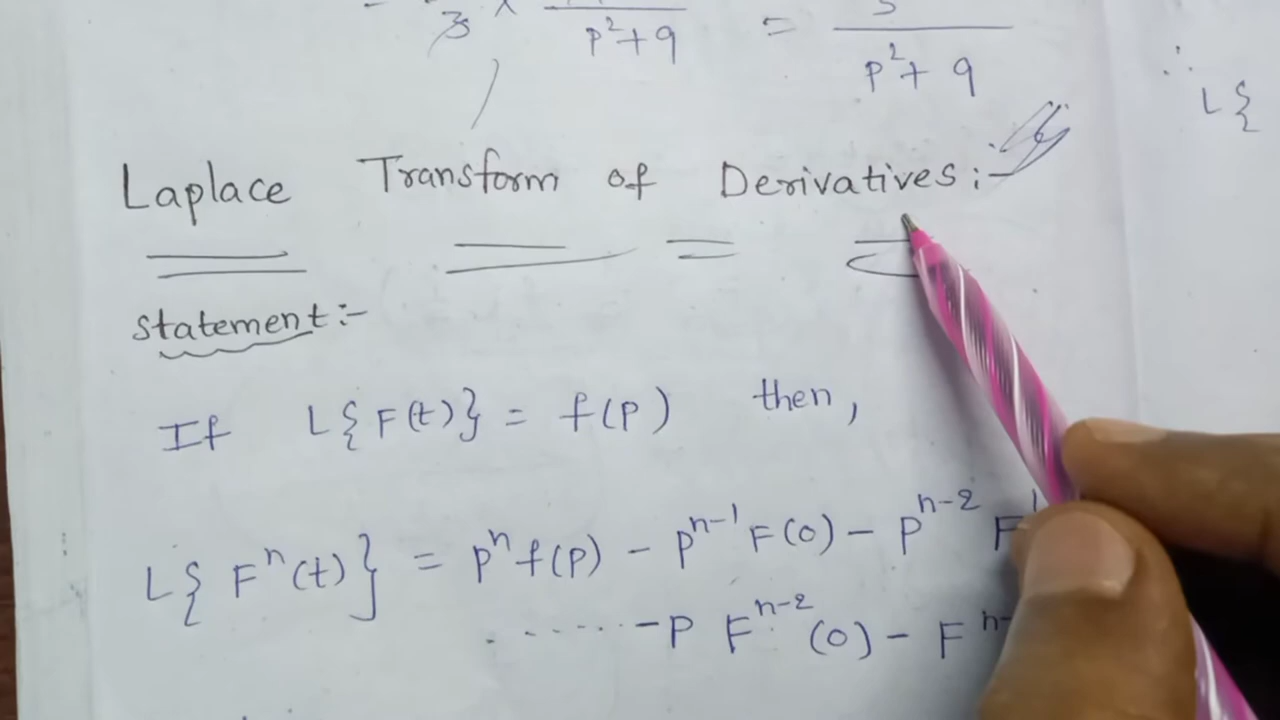 3 × p²+9 = 3 / p²+9
∴ L{
Laplace Transform of Derivatives:-
statement:-
If L{F(t)} = f(p) then,
L{Fⁿ(t)} = pⁿf(p) - pⁿ⁻¹F(0) - pⁿ⁻² F'
...... -p Fⁿ⁻²(0) - Fⁿ⁻